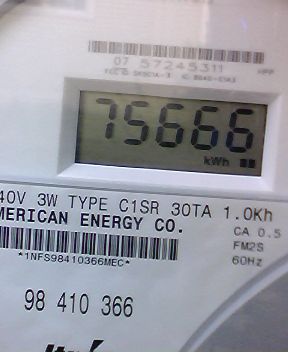 07 57245311
75666
kWh
40V 3W TYPE C1SR 30TA 1.0Kh
MERICAN ENERGY CO.
CA 0.5
FM2S
*1NFS98410366MEC*
60Hz
98 410 366